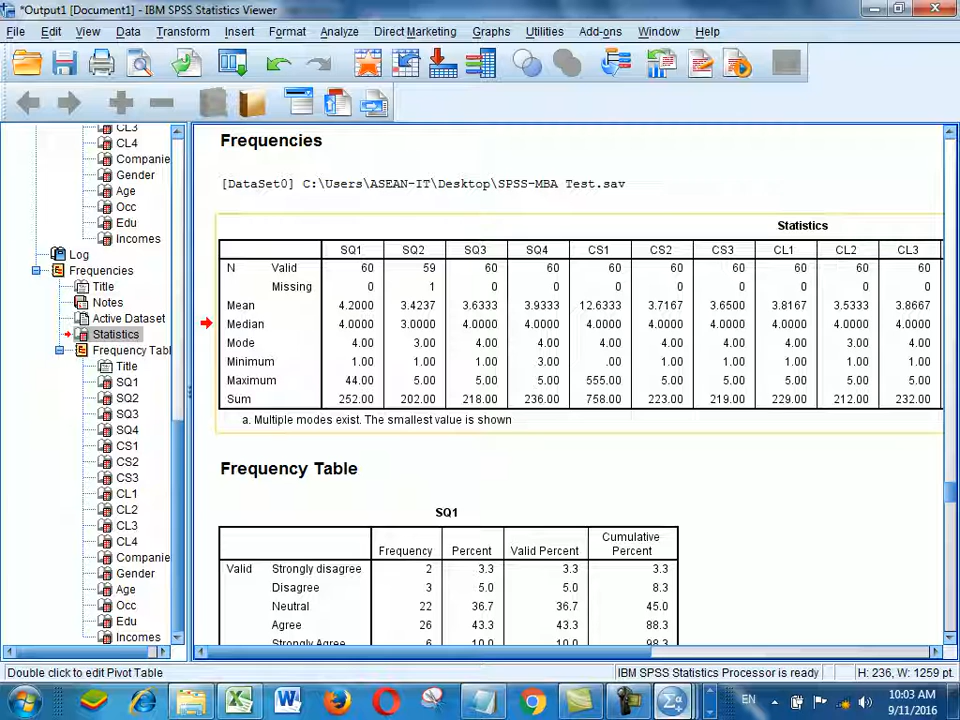 *Output1 [Document1] - IBM SPSS Statistics Viewer
File Edit View Data Transform Insert Format Analyze Direct Marketing Graphs Utilities Add-ons Window Help
CL3
CL4
Companie
Gender
Age
Occ
Edu
Incomes
Log
Frequencies
Title
Notes
Active Dataset
Statistics
Frequency Tabl
Title
SQ1
SQ2
SQ3
SQ4
CS1
CS2
CS3
CL1
CL2
CL3
CL4
Companie
Gender
Age
Occ
Edu
Incomes
Frequencies
[DataSet0] C:\Users\ASEAN-IT\Desktop\SPSS-MBA Test.sav
Statistics
SQ1 SQ2 SQ3 SQ4 CS1 CS2 CS3 CL1 CL2 CL3
N Valid 60 59 60 60 60 60 60 60 60 60
Missing 0 1 0 0 0 0 0 0 0 0
Mean 4.2000 3.4237 3.6333 3.9333 12.6333 3.7167 3.6500 3.8167 3.5333 3.8667
Median 4.0000 3.0000 4.0000 4.0000 4.0000 4.0000 4.0000 4.0000 4.0000 4.0000
Mode 4.00 3.00 4.00 4.00 4.00 4.00 4.00 4.00 3.00 4.00
Minimum 1.00 1.00 1.00 3.00 .00 1.00 1.00 1.00 1.00 1.00
Maximum 44.00 5.00 5.00 5.00 555.00 5.00 5.00 5.00 5.00 5.00
Sum 252.00 202.00 218.00 236.00 758.00 223.00 219.00 229.00 212.00 232.00
a. Multiple modes exist. The smallest value is shown
Frequency Table
SQ1
Frequency Percent Valid Percent Cumulative Percent
Valid Strongly disagree 2 3.3 3.3 3.3
Disagree 3 5.0 5.0 8.3
Neutral 22 36.7 36.7 45.0
Agree 26 43.3 43.3 88.3
Strongly Agree 6 10.0 10.0 98.3
Double click to edit Pivot Table
IBM SPSS Statistics Processor is ready
H: 236, W: 1259 pt.
EN
10:03 AM
9/11/2016